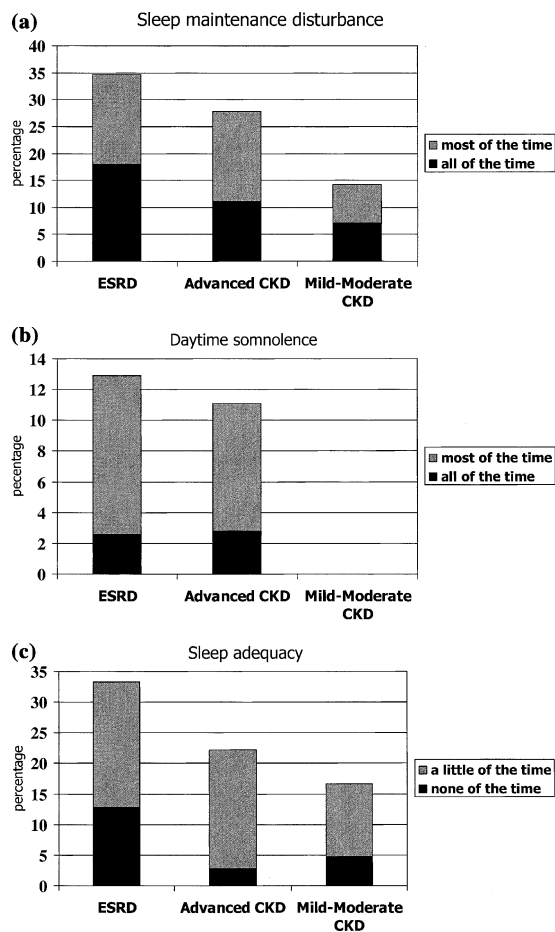 (a)
Sleep maintenance disturbance
percentage
40
35
30
25
20
15
10
5
0
ESRD
Advanced CKD
Mild-Moderate
CKD
most of the time
all of the time
(b)
Daytime somnolence
pecentage
14
12
10
8
6
4
2
0
ESRD
Advanced CKD
Mild-Moderate
CKD
most of the time
all of the time
(c)
Sleep adequacy
percentage
35
30
25
20
15
10
5
0
ESRD
Advanced CKD
Mild-Moderate
CKD
a little of the time
none of the time